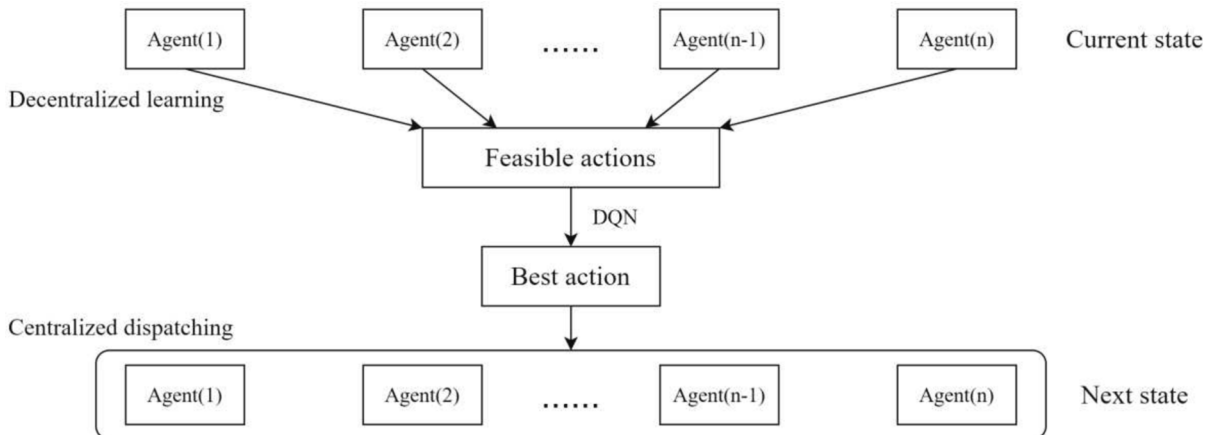 Agent(1) Agent(2) ...... Agent(n-1) Agent(n) Current state
Decentralized learning
Feasible actions
DQN
Best action
Centralized dispatching
Agent(1) Agent(2) ...... Agent(n-1) Agent(n) Next state